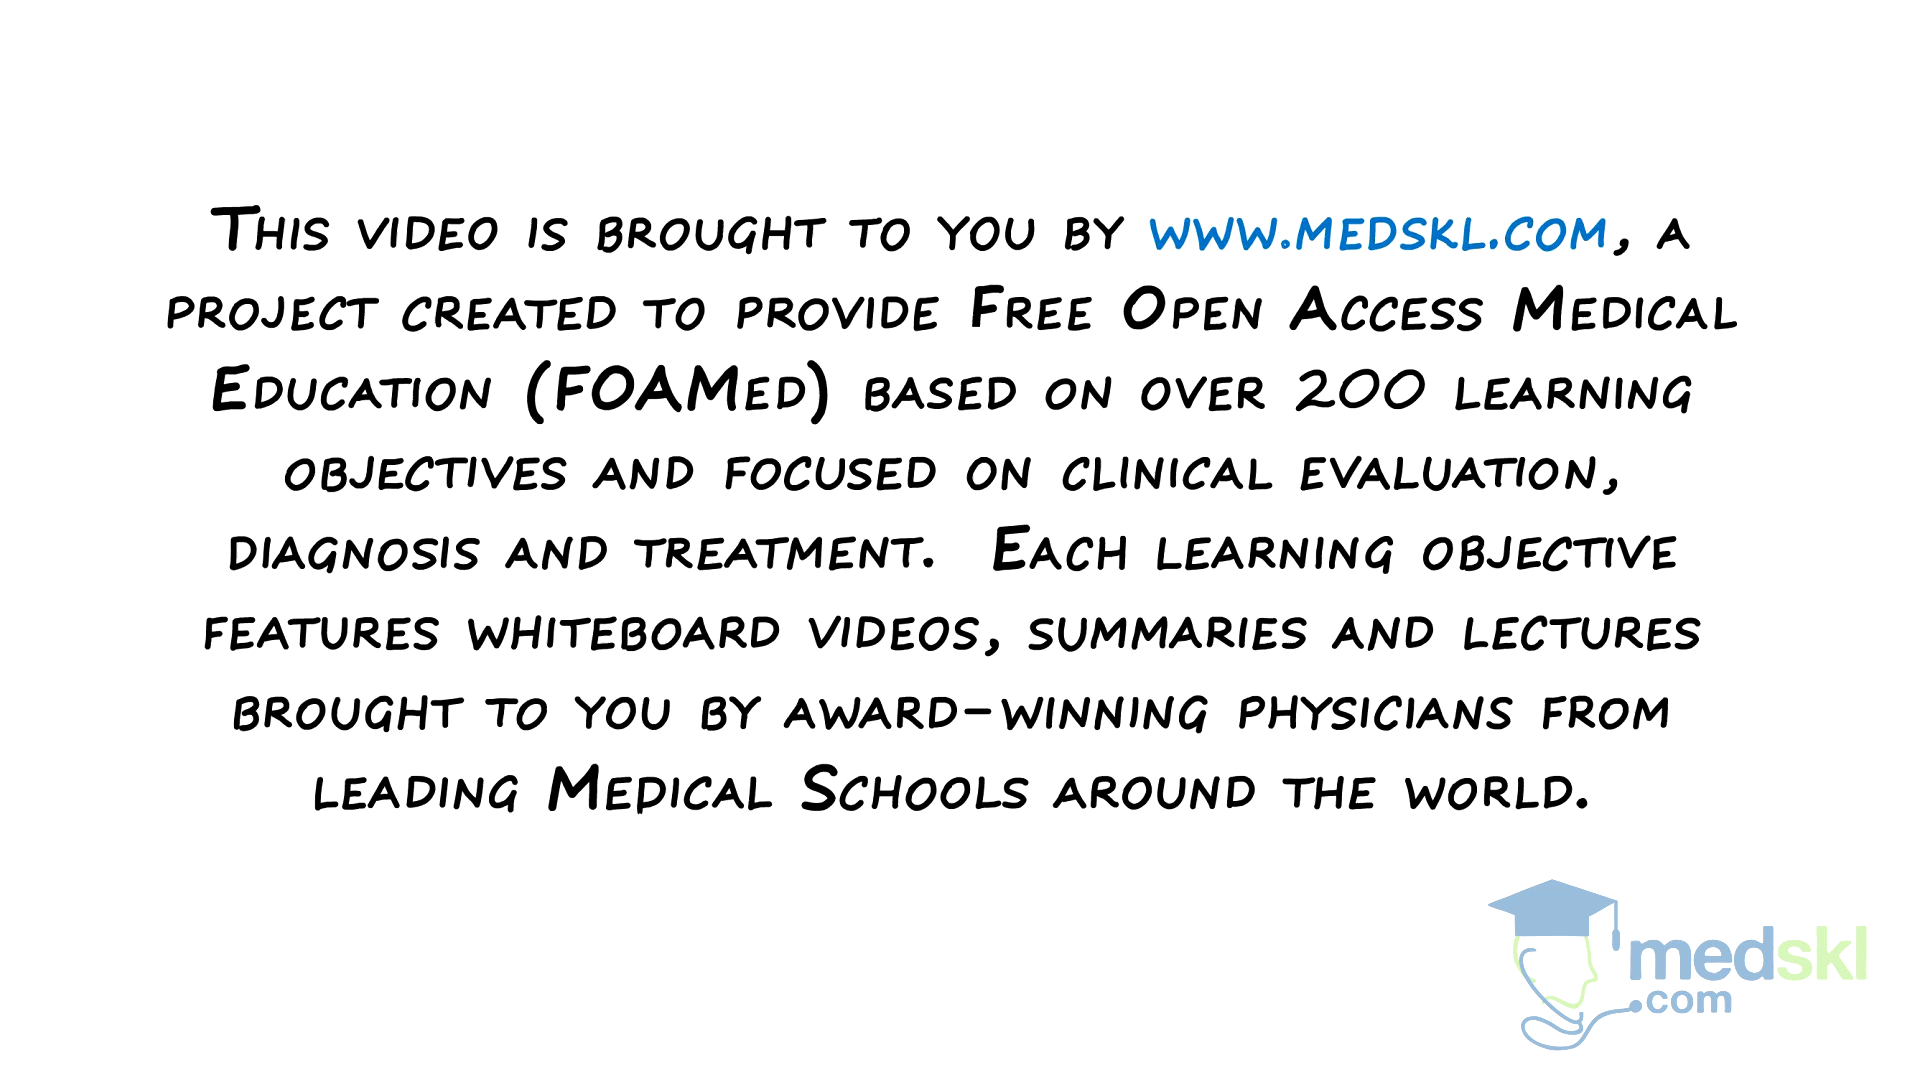 This video is brought to you by www.medskl.com, a
project created to provide Free Open Access Medical
Education (FOAMed) based on over 200 learning
objectives and focused on clinical evaluation,
diagnosis and treatment. Each learning objective
features whiteboard videos, summaries and lectures
brought to you by award-winning physicians from
leading Medical Schools around the world.
medskl
.com